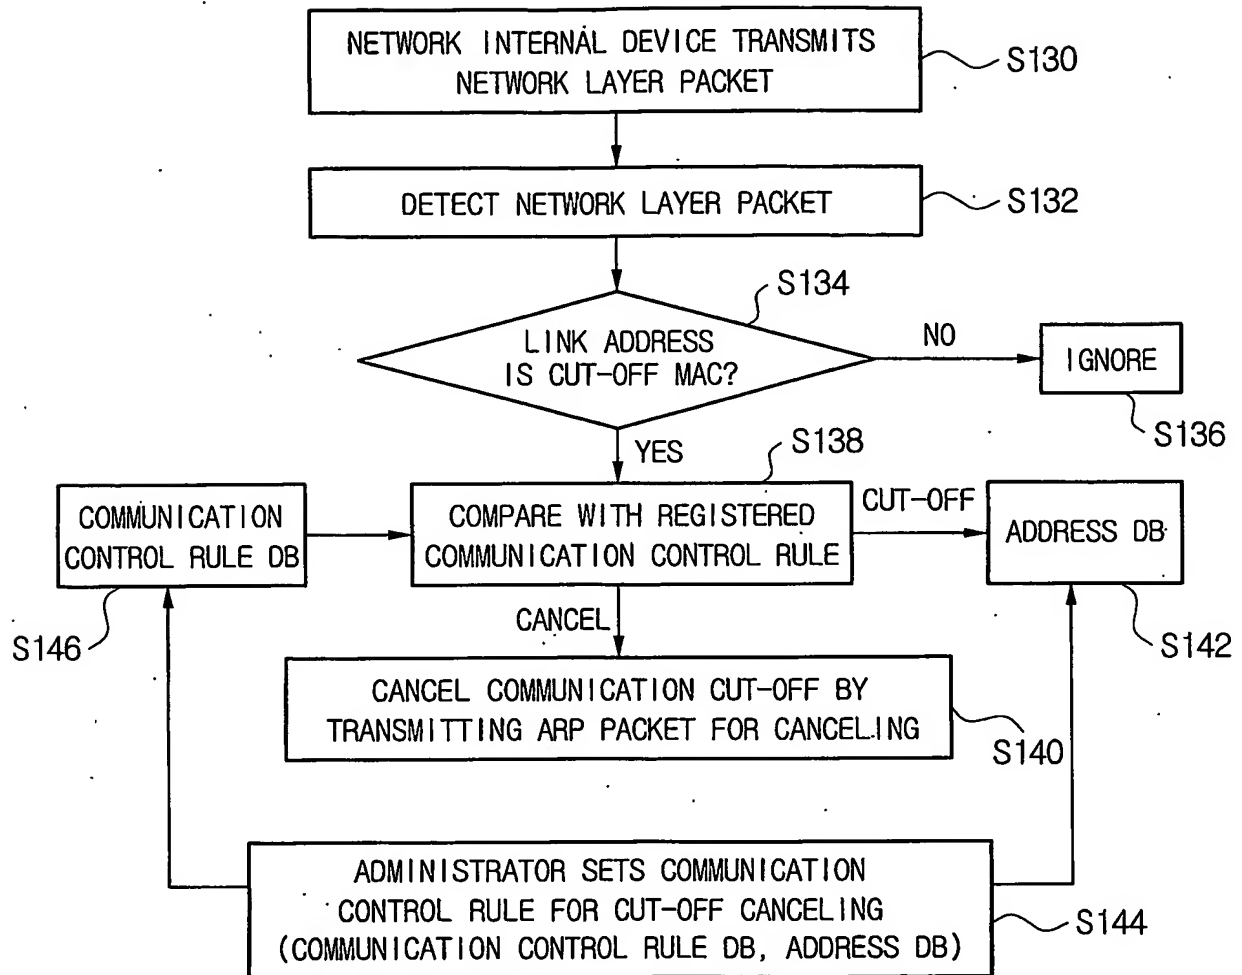 NETWORK INTERNAL DEVICE TRANSMITS
NETWORK LAYER PACKET
S130
DETECT NETWORK LAYER PACKET
S132
S134
LINK ADDRESS
IS CUT-OFF MAC?
NO
IGNORE
S136
YES
S138
COMMUNICATION
CONTROL RULE DB
COMPARE WITH REGISTERED
COMMUNICATION CONTROL RULE
CUT-OFF
ADDRESS DB
S146
CANCEL
S142
CANCEL COMMUNICATION CUT-OFF BY
TRANSMITTING ARP PACKET FOR CANCELING
S140
ADMINISTRATOR SETS COMMUNICATION
CONTROL RULE FOR CUT-OFF CANCELING
(COMMUNICATION CONTROL RULE DB, ADDRESS DB)
S144